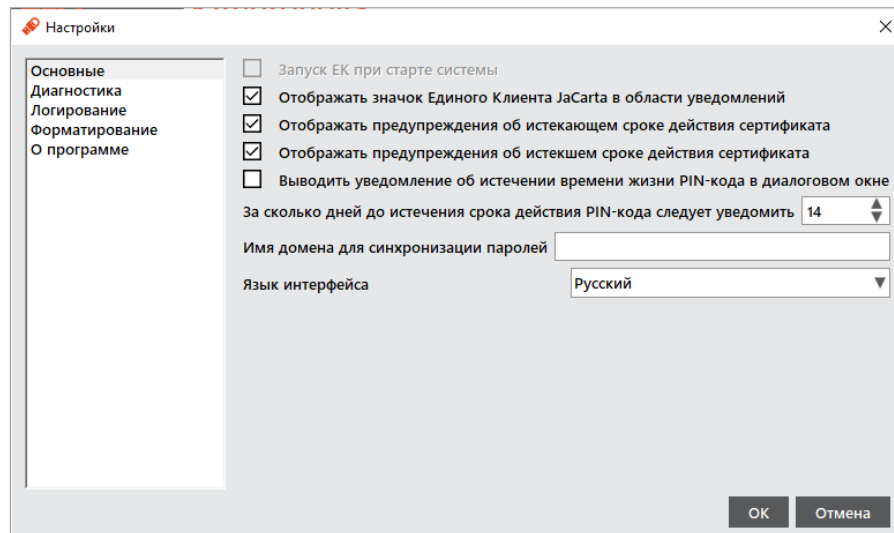 Настройки
Основные
Диагностика
Логирование
Форматирование
О программе
Запуск ЕК при старте системы
Отображать значок Единого Клиента JaCarta в области уведомлений
Отображать предупреждения об истекающем сроке действия сертификата
Отображать предупреждения об истекшем сроке действия сертификата
Выводить уведомление об истечении времени жизни PIN-кода в диалоговом окне
За сколько дней до истечения срока действия PIN-кода следует уведомить 14
Имя домена для синхронизации паролей
Язык интерфейса Русский
ОК Отмена